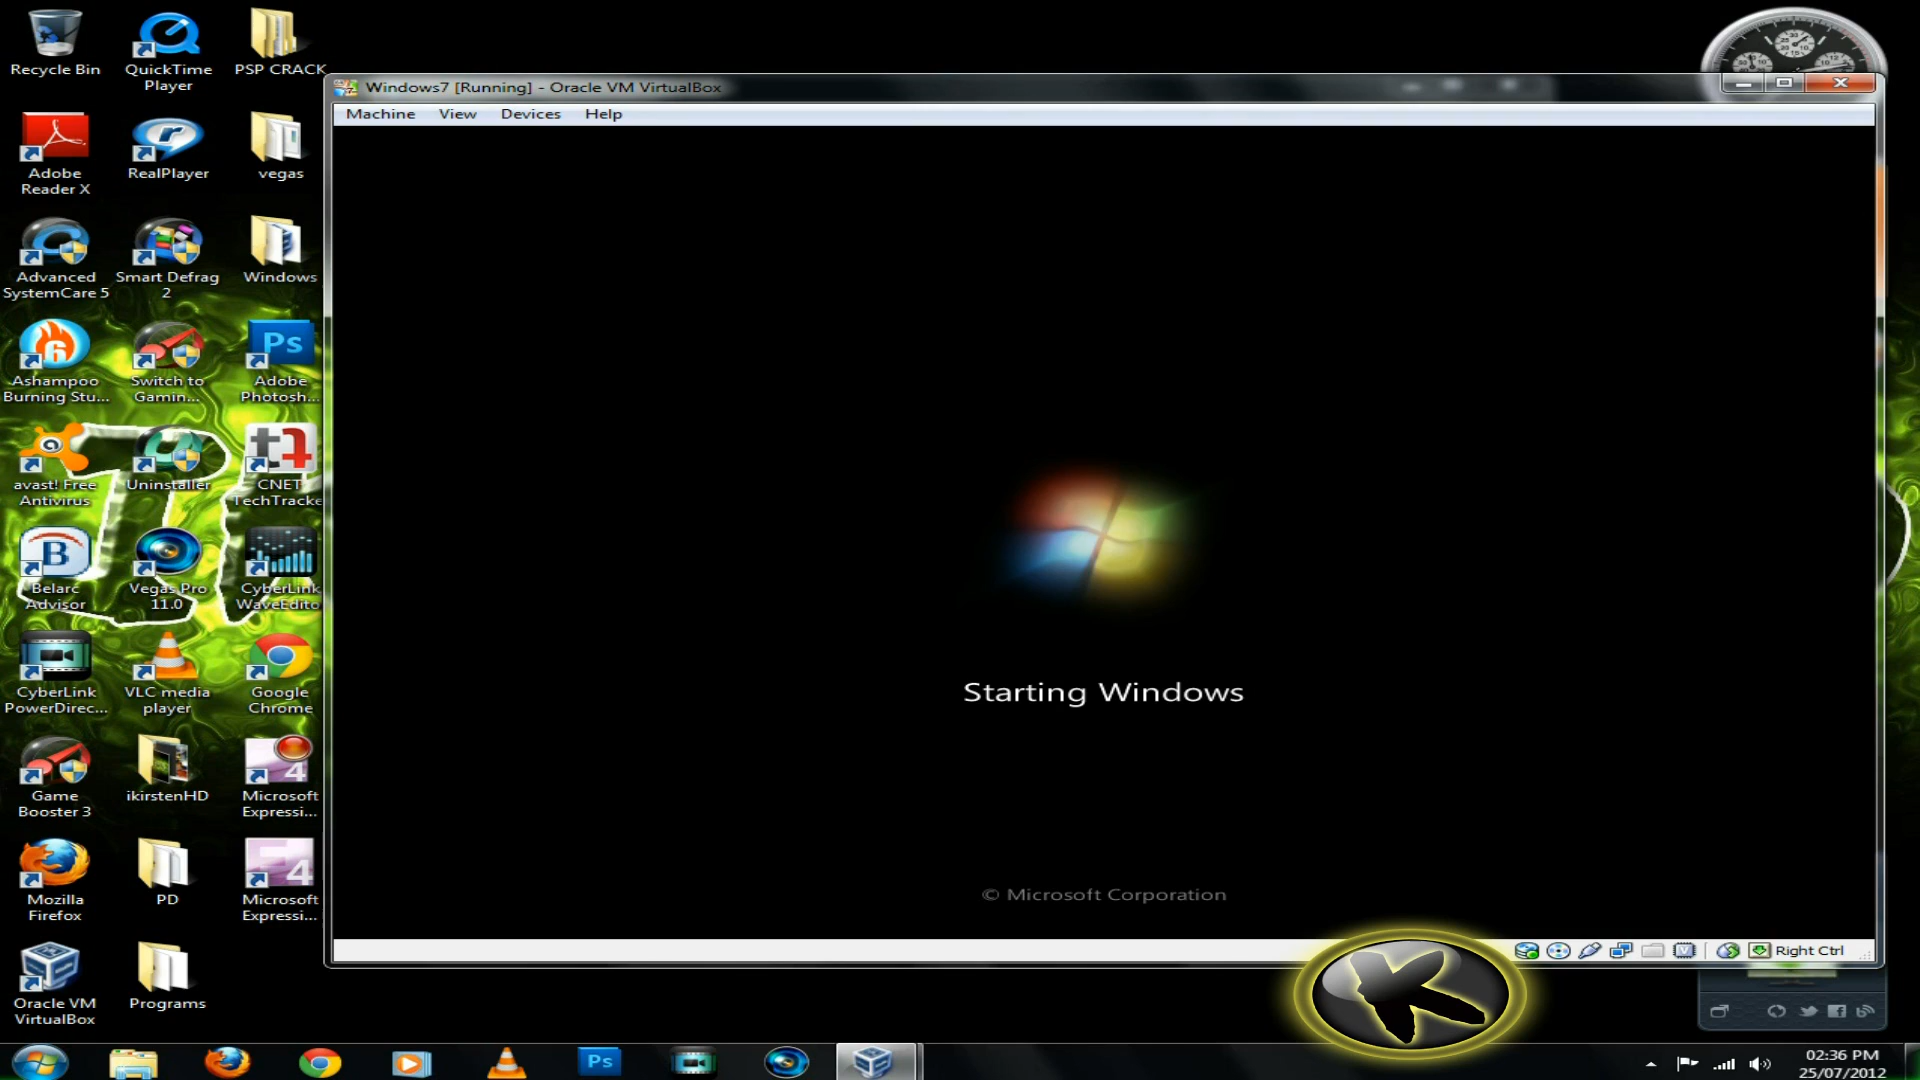 Recycle Bin
QuickTime Player
PSP CRACK
Adobe Reader X
RealPlayer
vegas
Advanced SystemCare 5
Smart Defrag 2
Windows
Ashampoo Burning Stu...
Switch to Gamin...
Adobe Photosh...
avast! Free Antivirus
Uninstaller
CNET TechTracke
Belarc Advisor
Vegas Pro 11.0
CyberLink WaveEdito
CyberLink PowerDirec...
VLC media player
Google Chrome
Game Booster 3
ikirstenHD
Microsoft Expressi...
Mozilla Firefox
PD
Microsoft Expressi...
Oracle VM VirtualBox
Programs
Windows7 [Running] - Oracle VM VirtualBox
Machine View Devices Help
Starting Windows
© Microsoft Corporation
Right Ctrl
02:36 PM
25/07/2012